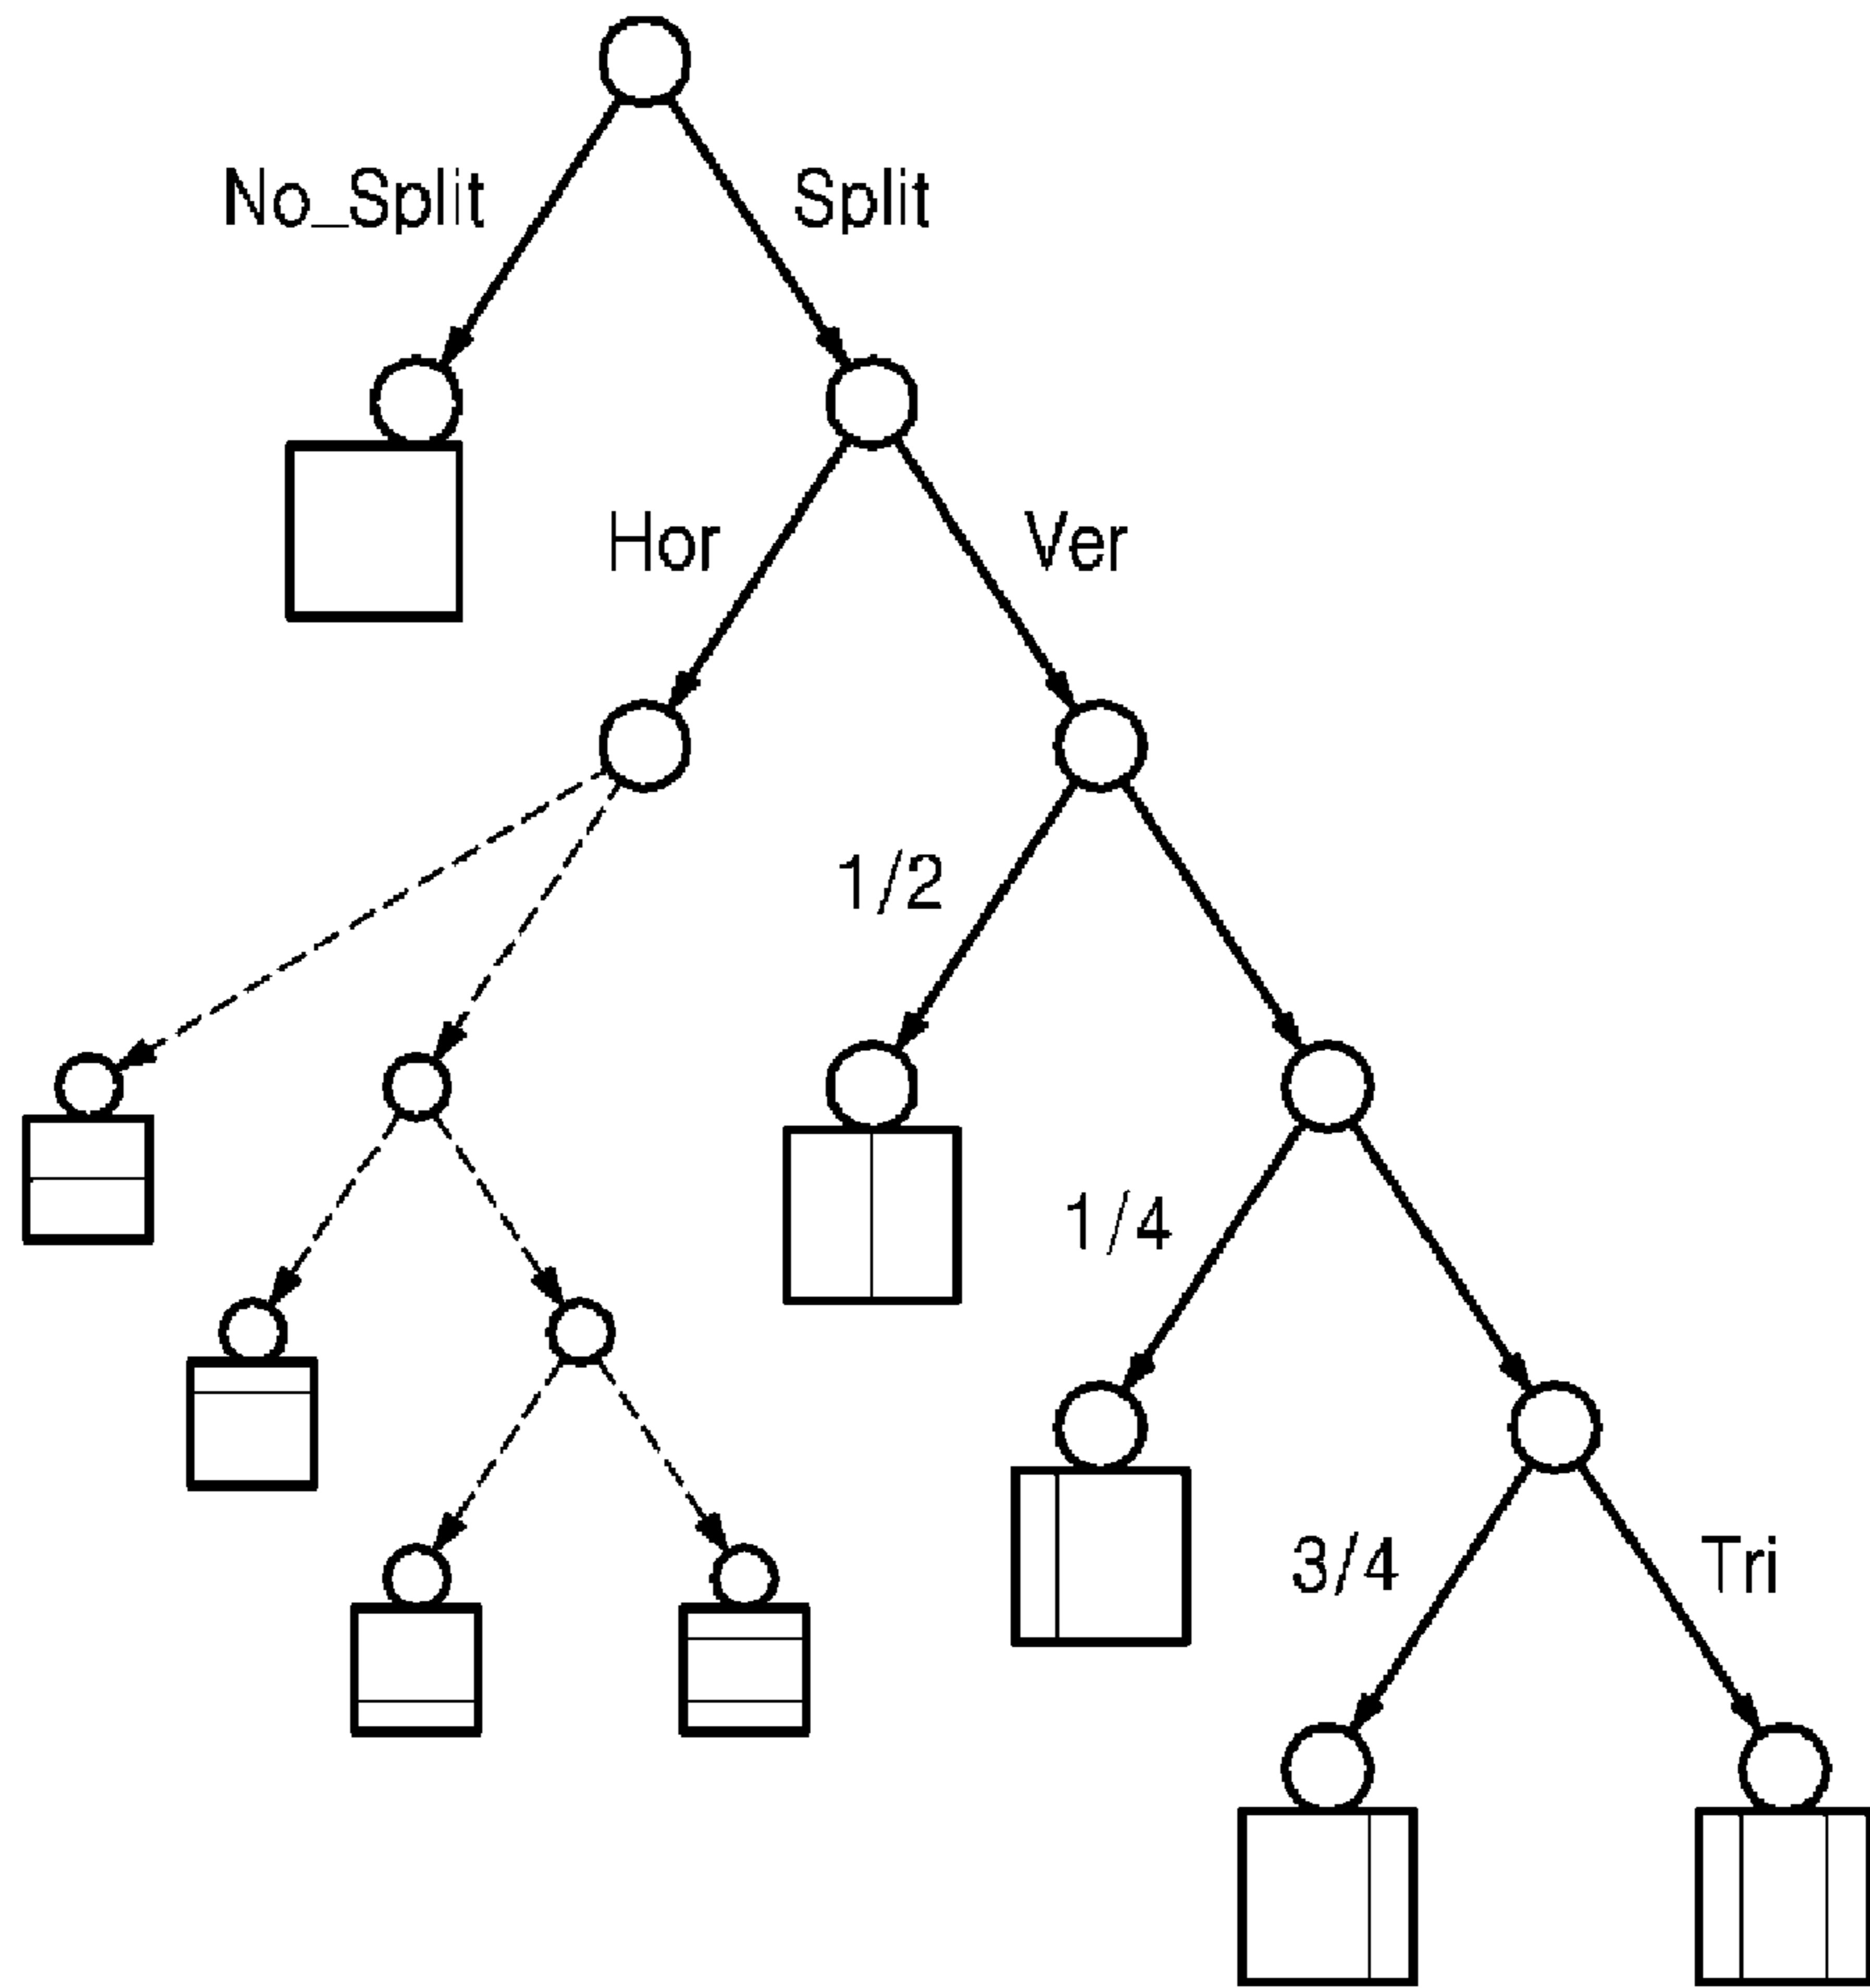 No_Split
Split
Hor
Ver
1/2
1/4
3/4
Tri